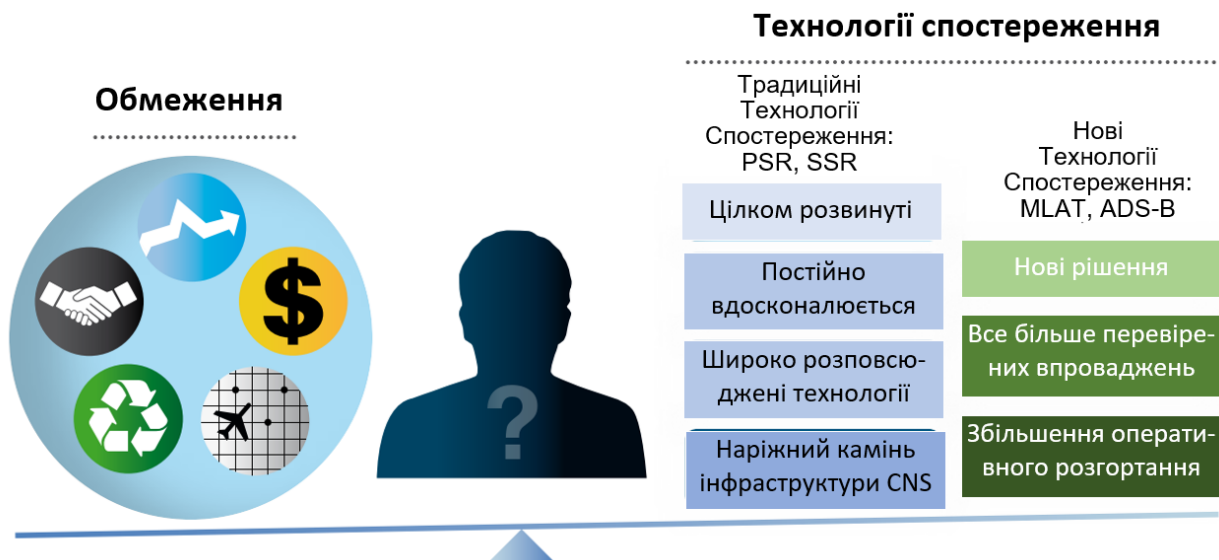 Технології спостереження
Обмеження
$
?
Традиційні
Технології
Спостереження:
PSR, SSR
Цілком розвинуті
Постійно
вдосконалюється
Широко розповсю-
джені технології
Наріжний камінь
інфраструктури CNS
Нові
Технології
Спостереження:
MLAT, ADS-B
Нові рішення
Все більше перевіре-
них впроваджень
Збільшення операти-
вного розгортання